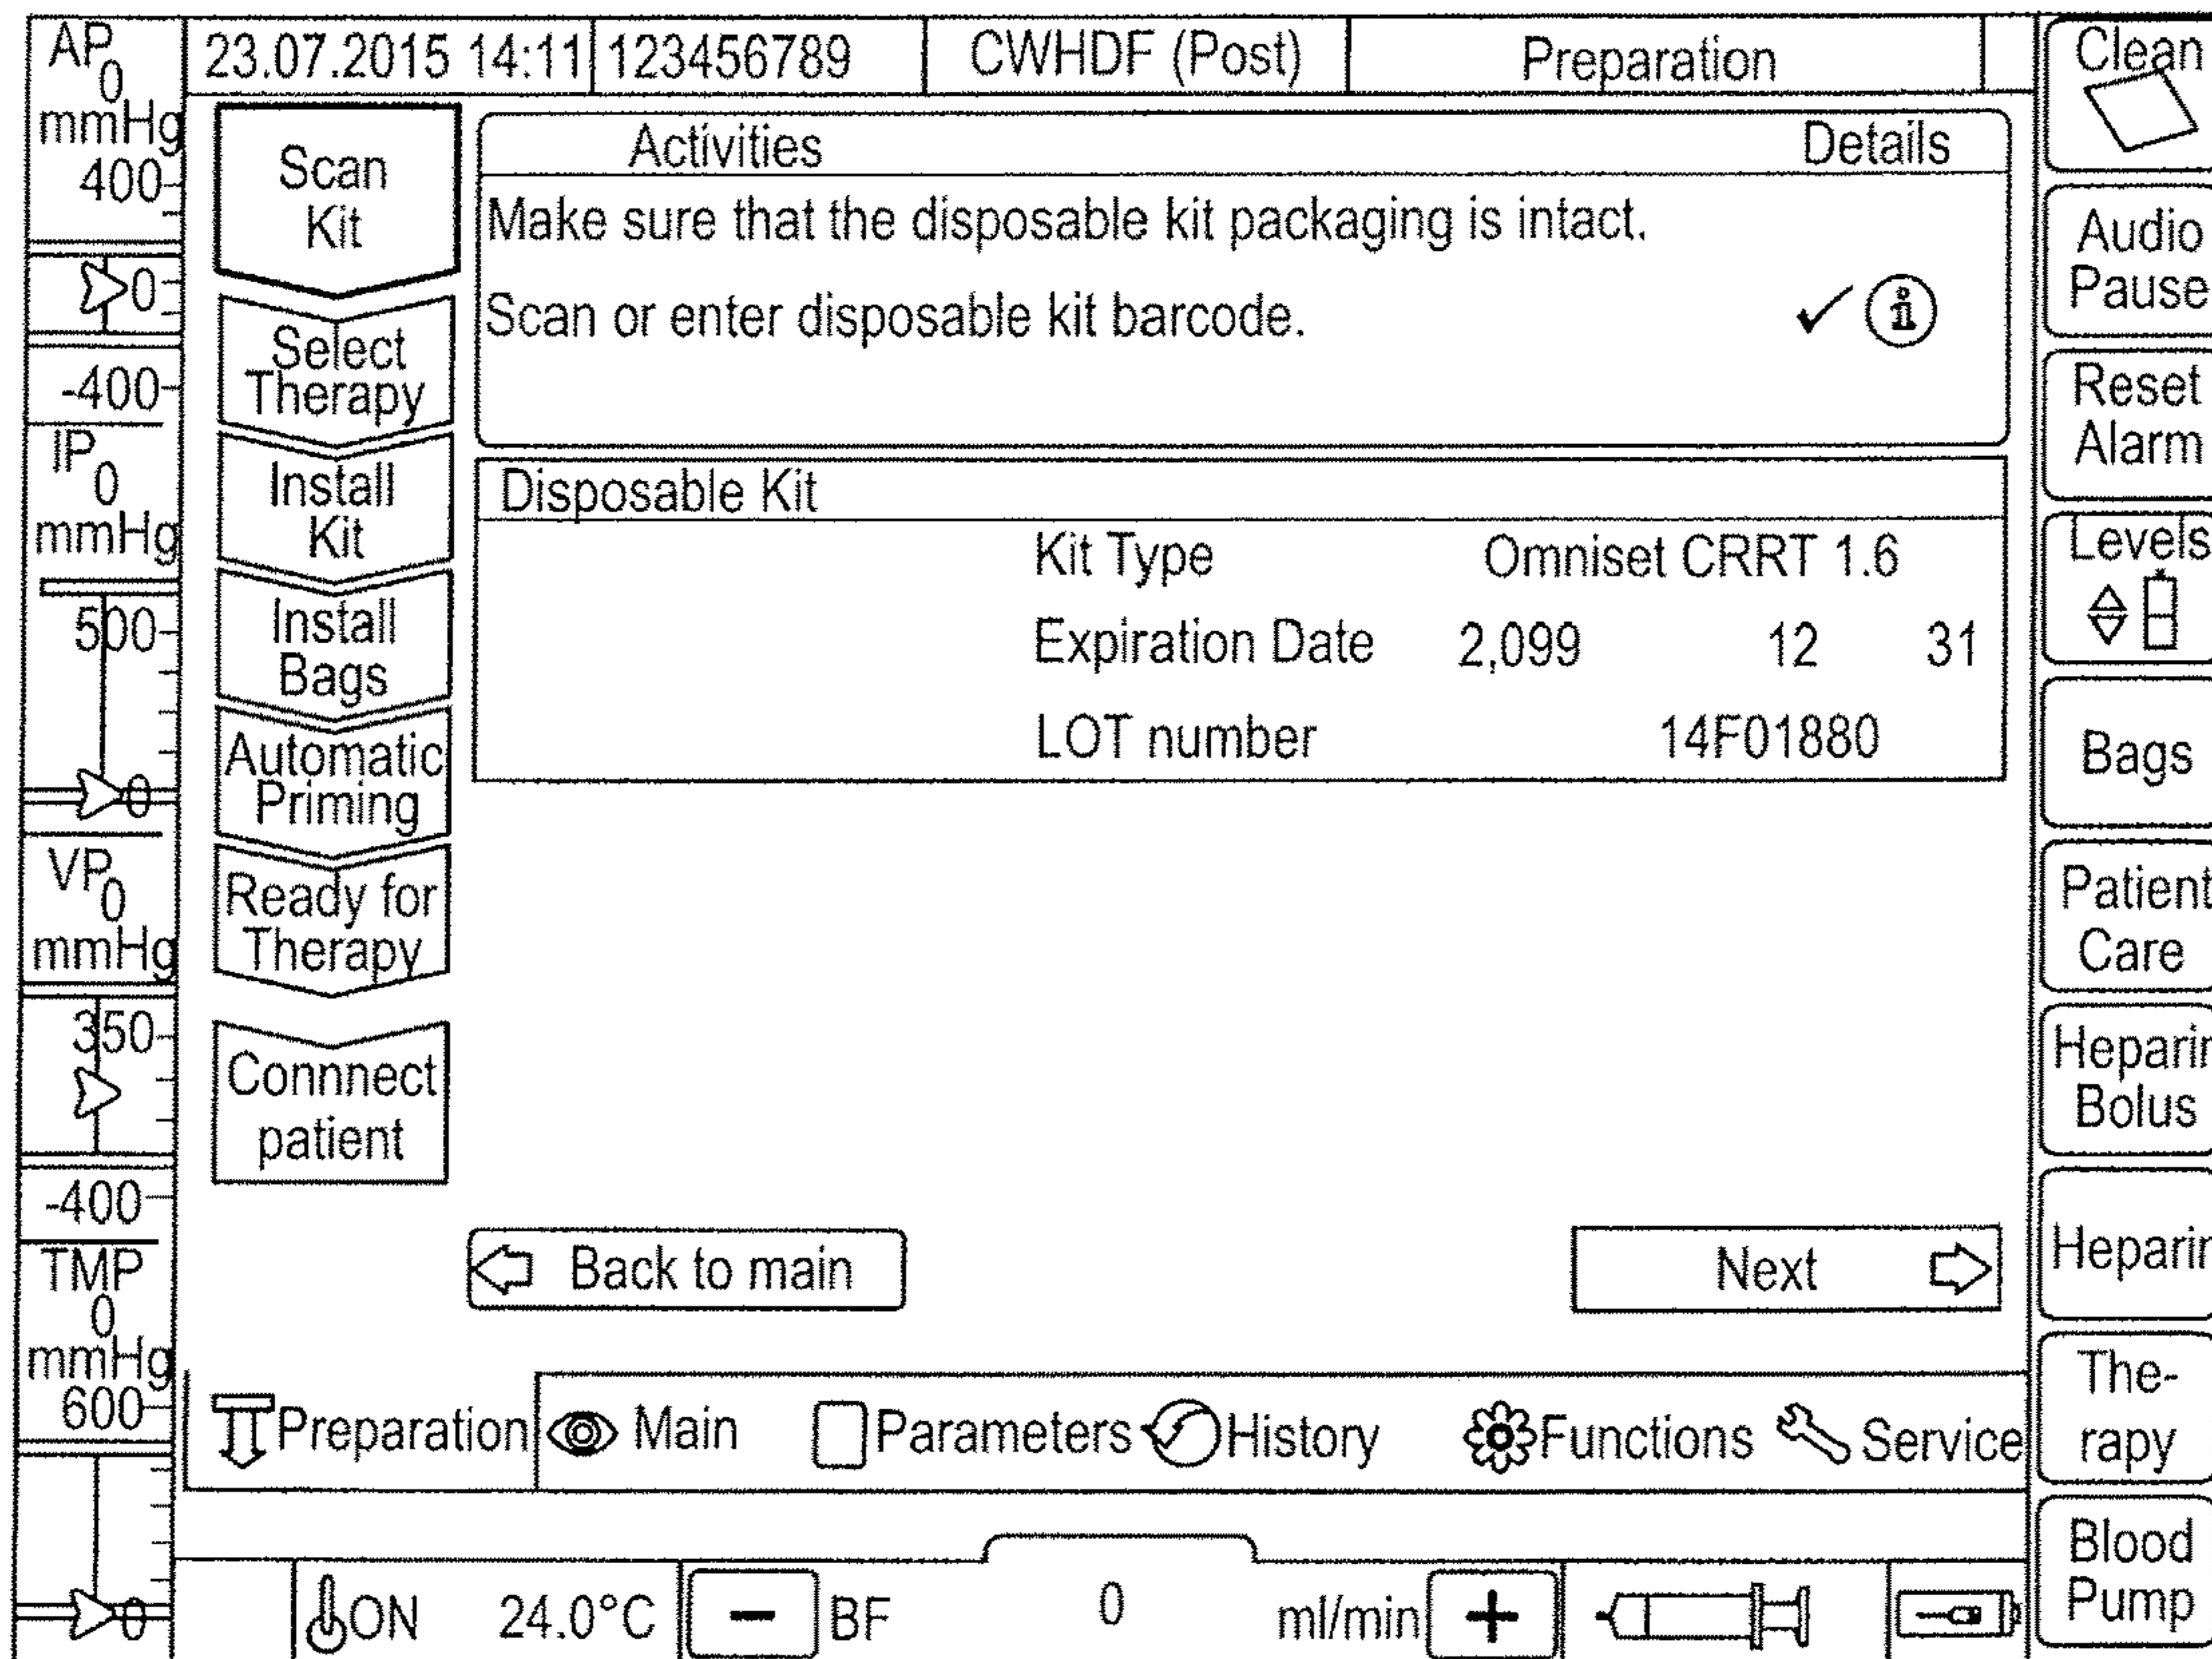 AP
0
mmHg
400
0
-400
IP
0
mmHg
500
0
VP
0
mmHg
350
-400
TMP
0
mmHg
600
0
23.07.2015 14:11 123456789 CWHDF (Post) Preparation
Scan
Kit
Select
Therapy
Install
Kit
Install
Bags
Automatic
Priming
Ready for
Therapy
Connnect
patient
Activities Details
Make sure that the disposable kit packaging is intact.
Scan or enter disposable kit barcode. ✓ i
Disposable Kit
Kit Type Omniset CRRT 1.6
Expiration Date 2,099 12 31
LOT number 14F01880
Back to main Next
Preparation Main Parameters History Functions Service
ON 24.0°C − BF 0 ml/min +
Clean
Audio
Pause
Reset
Alarm
Levels
Bags
Patient
Care
Heparin
Bolus
Heparin
The-
rapy
Blood
Pump